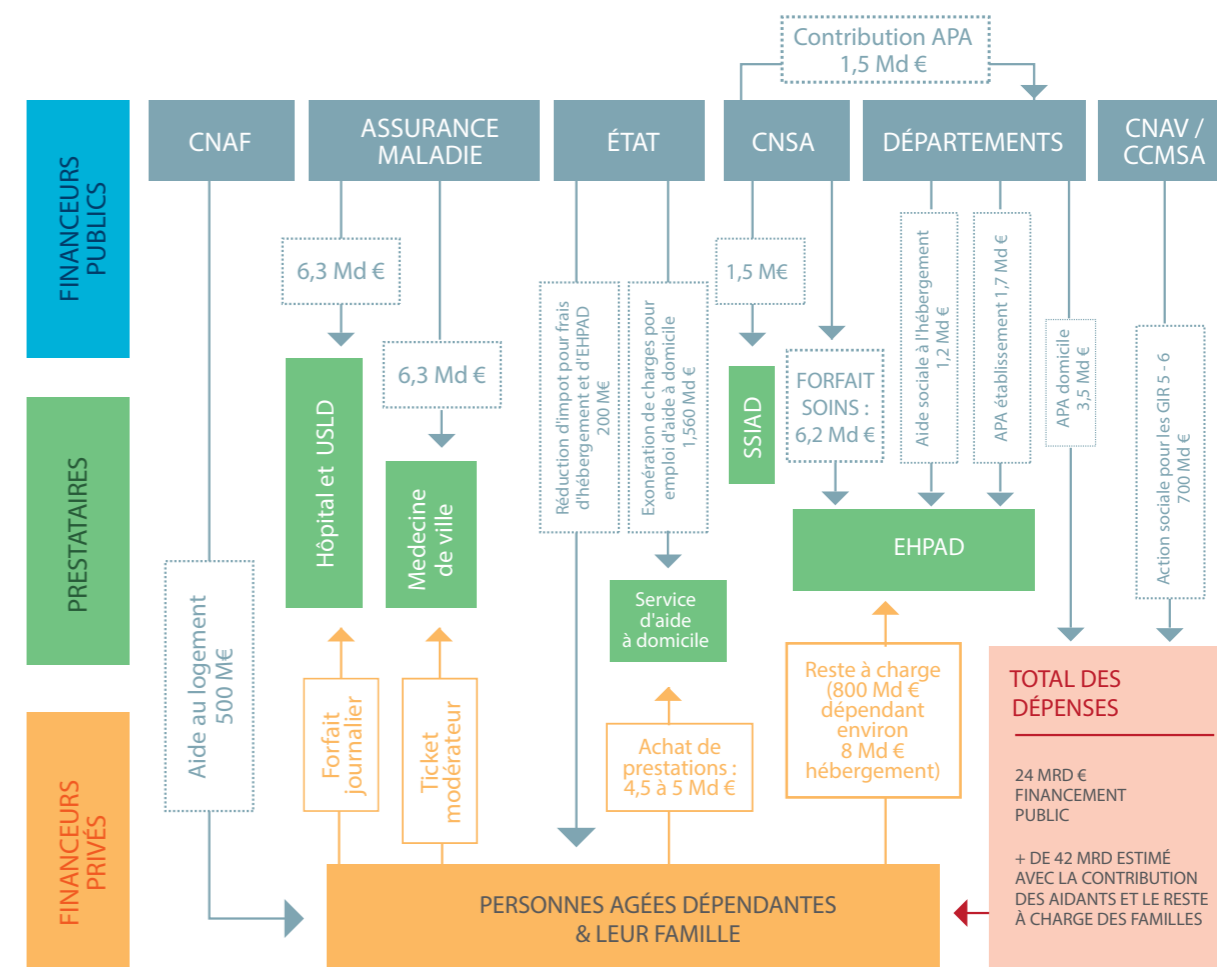 Contribution APA
1,5 Md €
FINANCEURS
PUBLICS
CNAF
ASSURANCE
MALADIE
ÉTAT
CNSA
DÉPARTEMENTS
CNAV /
CCMSA
6,3 Md €
6,3 Md €
Réduction d'impot pour frais
d'hébergement et d'EHPAD
200 M€
Exonération de charges pour
emploi d'aide à domicile
1,560 Md €
1,5 M€
FORFAIT
SOINS :
6,2 Md €
Aide sociale à l'hébergement
1,2 Md €
APA établissement 1,7 Md €
APA domicile
3,5 Md €
Action sociale pour les GIR 5 - 6
700 Md €
PRESTATAIRES
Hôpital et USLD
Medecine
de ville
SSIAD
EHPAD
Service
d'aide
à domicile
Aide au logement
500 M€
FINANCEURS
PRIVÉS
Forfait
journalier
Ticket
modérateur
Achat de
prestations :
4,5 à 5 Md €
Reste à charge
(800 Md €
dépendant
environ
8 Md €
hébergement)
PERSONNES AGÉES DÉPENDANTES
& LEUR FAMILLE
TOTAL DES
DÉPENSES
24 MRD €
FINANCEMENT
PUBLIC
+ DE 42 MRD ESTIMÉ
AVEC LA CONTRIBUTION
DES AIDANTS ET LE RESTE
À CHARGE DES FAMILLES